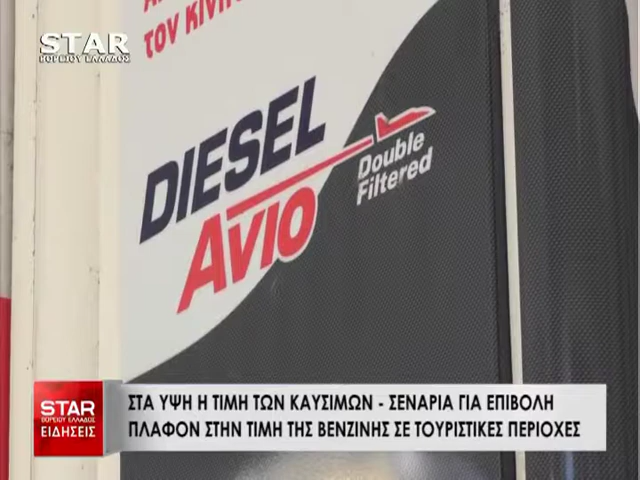 ΤΟΝ ΚΙΝΗ
STAR
ΒΟΡΕΙΟΥ ΕΛΛΑΔΟΣ
DIESEL
AVIO
Double
Filtered
STAR
ΒΟΡΕΙΟΥ ΕΛΛΑΔΟΣ
ΕΙΔΗΣΕΙΣ
ΣΤΑ ΥΨΗ Η ΤΙΜΗ ΤΩΝ ΚΑΥΣΙΜΩΝ - ΣΕΝΑΡΙΑ ΓΙΑ ΕΠΙΒΟΛΗ
ΠΛΑΦΟΝ ΣΤΗΝ ΤΙΜΗ ΤΗΣ ΒΕΝΖΙΝΗΣ ΣΕ ΤΟΥΡΙΣΤΙΚΕΣ ΠΕΡΙΟΧΕΣ